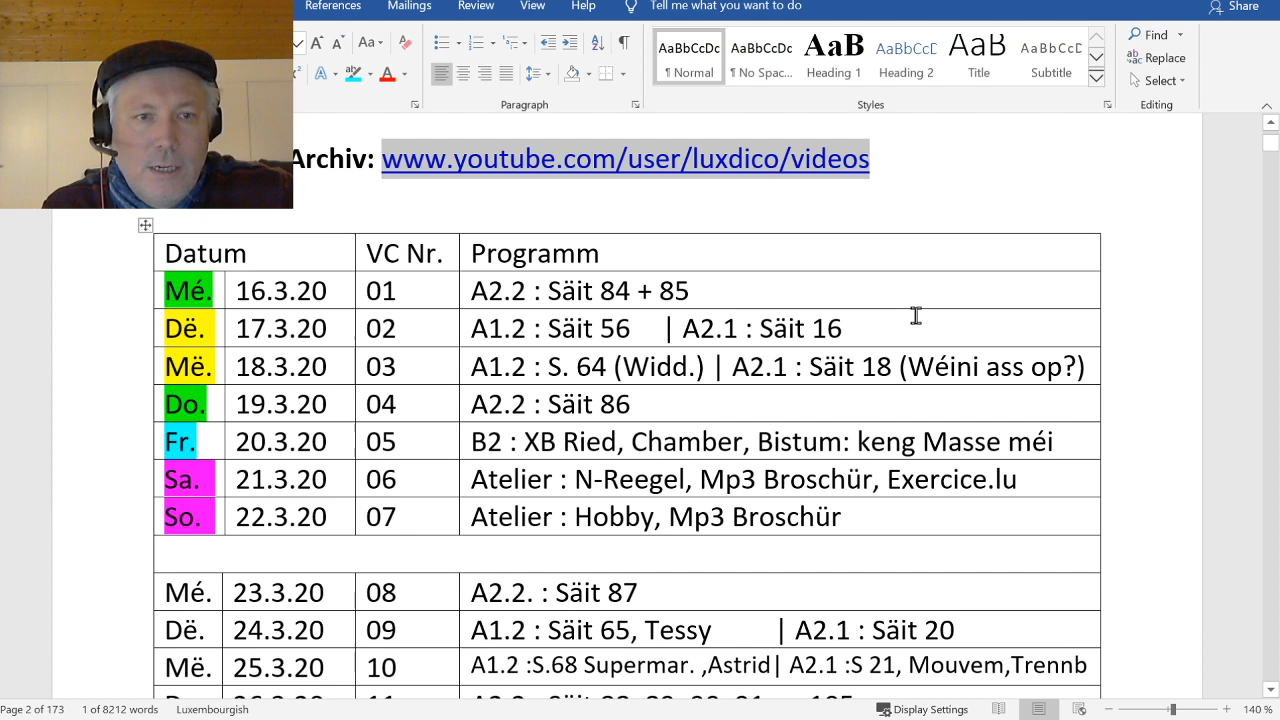 References Mailings Review View Help Tell me what you want to do Share
Aa AaBbCcDc AaBbCcDc AaB AaBbCcD AaB AaBbCcDc Find
¶ Normal ¶ No Spac... Heading 1 Heading 2 Title Subtitle Replace
Select
Paragraph Styles Editing
Archiv: www.youtube.com/user/luxdico/videos
Datum VC Nr. Programm
Mé. 16.3.20 01 A2.2 : Säit 84 + 85
Dë. 17.3.20 02 A1.2 : Säit 56 | A2.1 : Säit 16
Më. 18.3.20 03 A1.2 : S. 64 (Widd.) | A2.1 : Säit 18 (Wéini ass op?)
Do. 19.3.20 04 A2.2 : Säit 86
Fr. 20.3.20 05 B2 : XB Ried, Chamber, Bistum: keng Masse méi
Sa. 21.3.20 06 Atelier : N-Reegel, Mp3 Broschür, Exercice.lu
So. 22.3.20 07 Atelier : Hobby, Mp3 Broschür
Mé. 23.3.20 08 A2.2. : Säit 87
Dë. 24.3.20 09 A1.2 : Säit 65, Tessy | A2.1 : Säit 20
Më. 25.3.20 10 A1.2 :S.68 Supermar. ,Astrid| A2.1 :S 21, Mouvem,Trennb
Page 2 of 173 1 of 8212 words Luxembourgish Display Settings 140 %